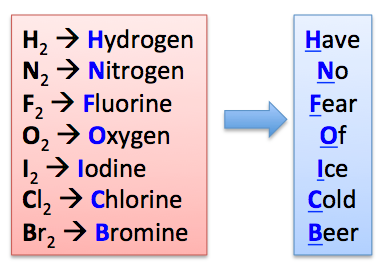 H₂ → Hydrogen
N₂ → Nitrogen
F₂ → Fluorine
O₂ → Oxygen
I₂ → Iodine
Cl₂ → Chlorine
Br₂ → Bromine
Have
No
Fear
Of
Ice
Cold
Beer